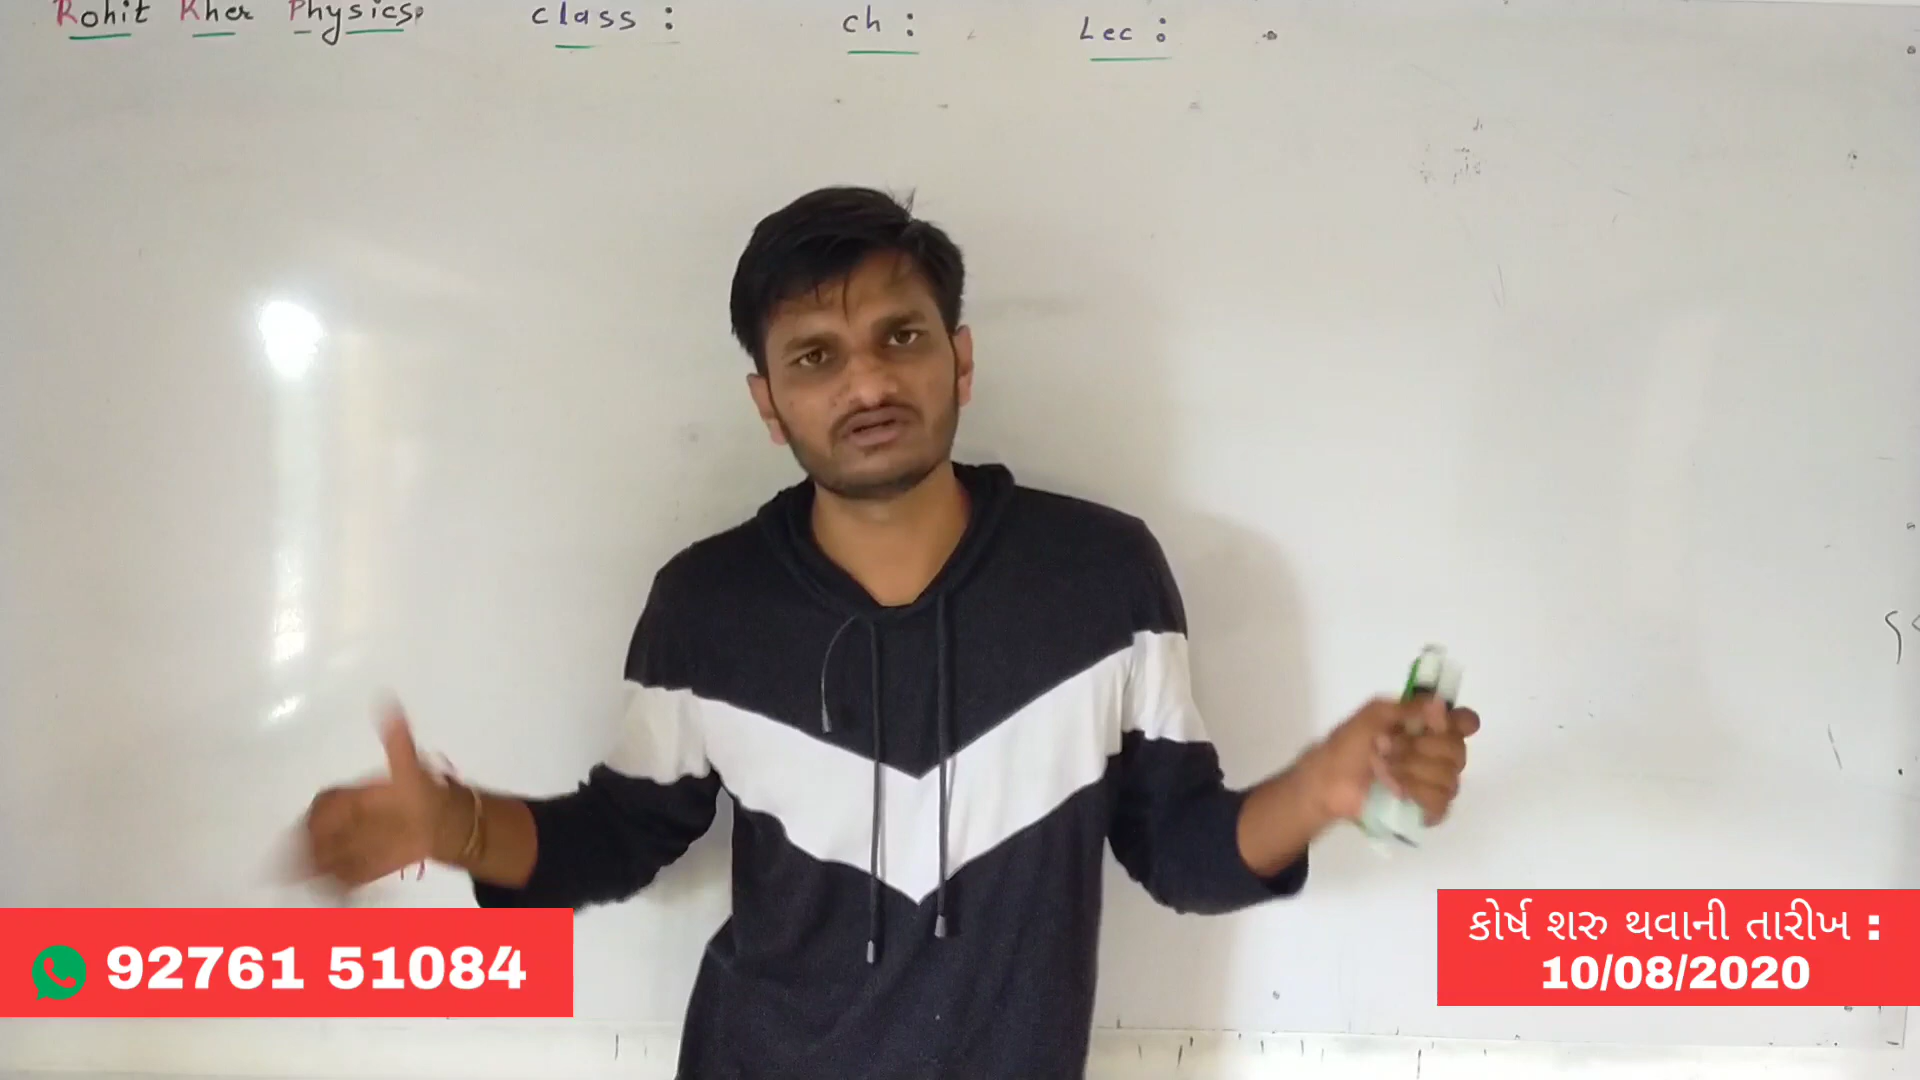 Rohit Kher Physics. class : ch : Lec :
92761 51084
કોર્ષ શરુ થવાની તારીખ :
10/08/2020